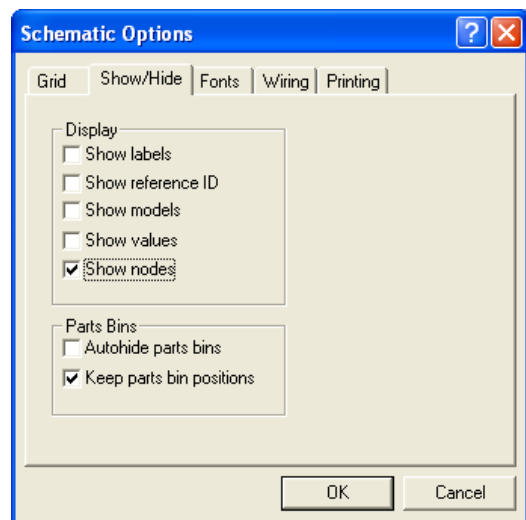 Schematic Options
Grid Show/Hide Fonts Wiring Printing
Display
Show labels
Show reference ID
Show models
Show values
Show nodes
Parts Bins
Autohide parts bins
Keep parts bin positions
OK Cancel